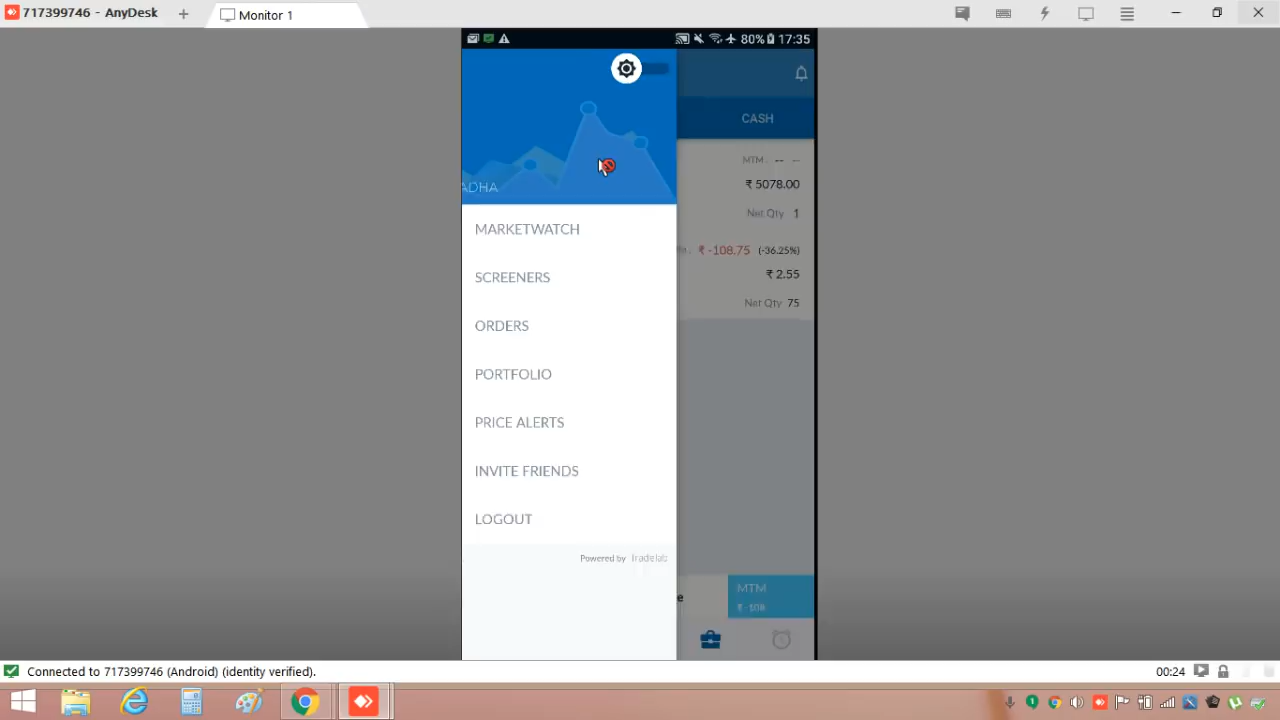 717399746 - AnyDesk
Monitor 1
80% 17:35
ADHA
CASH
MTM.. -- --
₹ 5078.00
Net Qty 1
MARKETWATCH
₹ -108.75 (-36.25%)
₹ 2.55
Net Qty 75
SCREENERS
ORDERS
PORTFOLIO
PRICE ALERTS
INVITE FRIENDS
LOGOUT
Powered by Tradelab
MTM
₹ -108
e
Connected to 717399746 (Android) (identity verified).
00:24